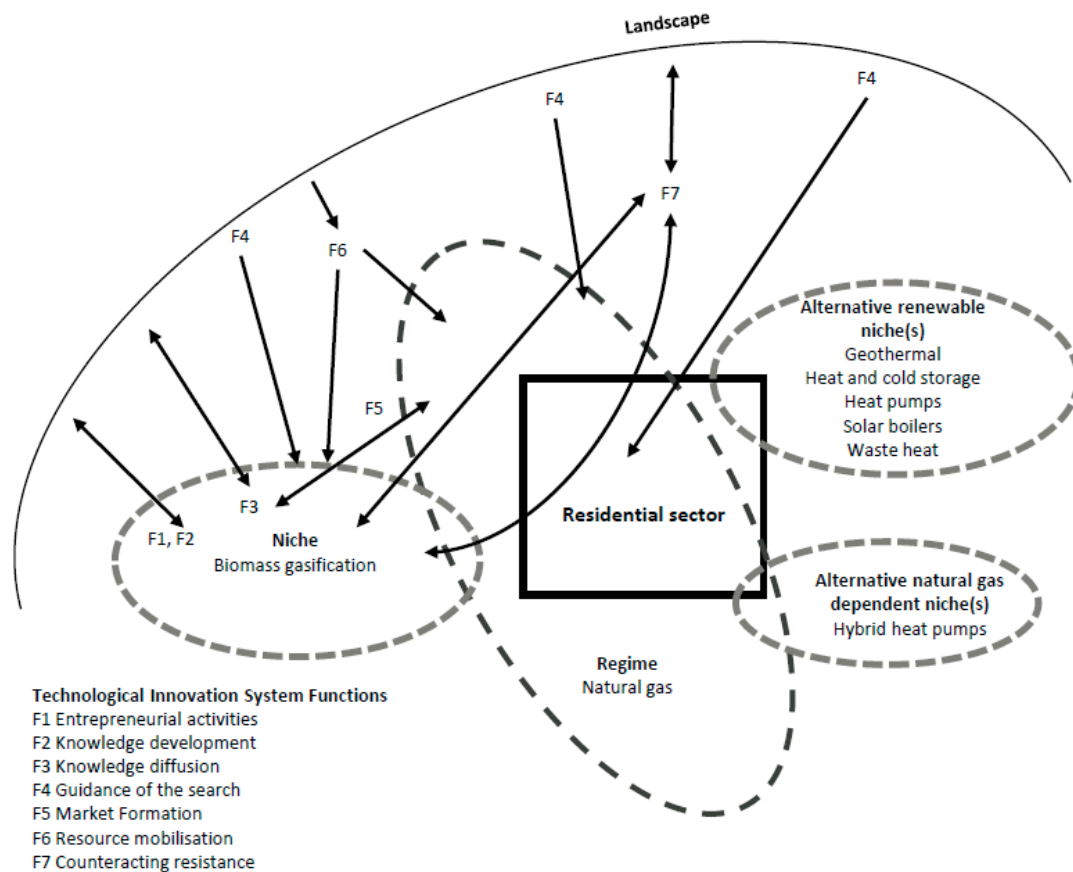 Landscape
F4
F4
F7
F4
F6
Alternative renewable
niche(s)
Geothermal
Heat and cold storage
Heat pumps
Solar boilers
Waste heat
F5
F3
F1, F2
Niche
Biomass gasification
Residential sector
Alternative natural gas
dependent niche(s)
Hybrid heat pumps
Regime
Natural gas
Technological Innovation System Functions
F1 Entrepreneurial activities
F2 Knowledge development
F3 Knowledge diffusion
F4 Guidance of the search
F5 Market Formation
F6 Resource mobilisation
F7 Counteracting resistance